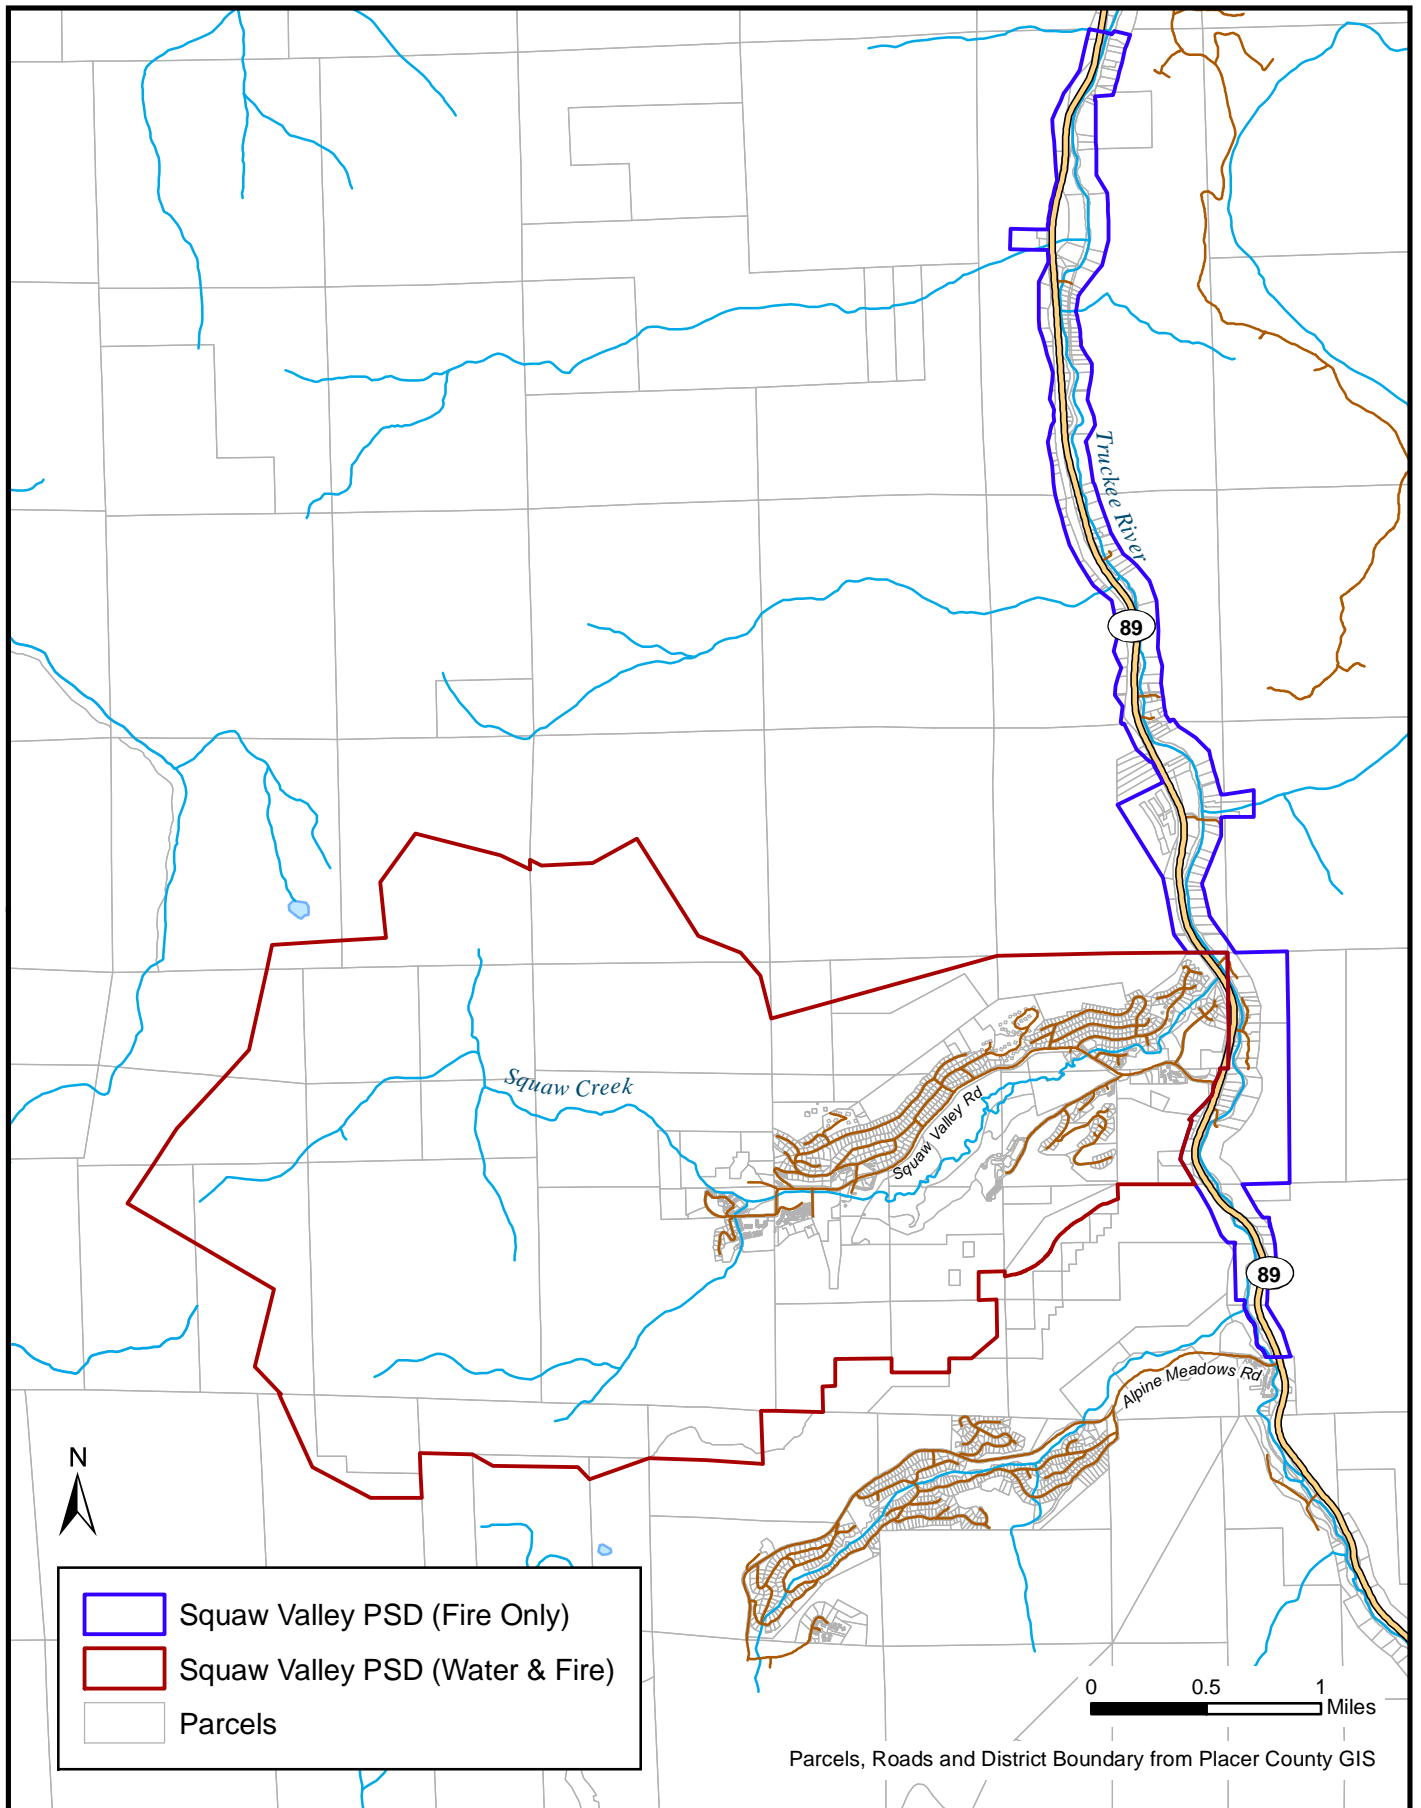 Truckee River
89
Squaw Creek
Squaw Valley Rd
89
Alpine Meadows Rd
N
Squaw Valley PSD (Fire Only)
Squaw Valley PSD (Water & Fire)
Parcels
0 0.5 1
Miles
Parcels, Roads and District Boundary from Placer County GIS